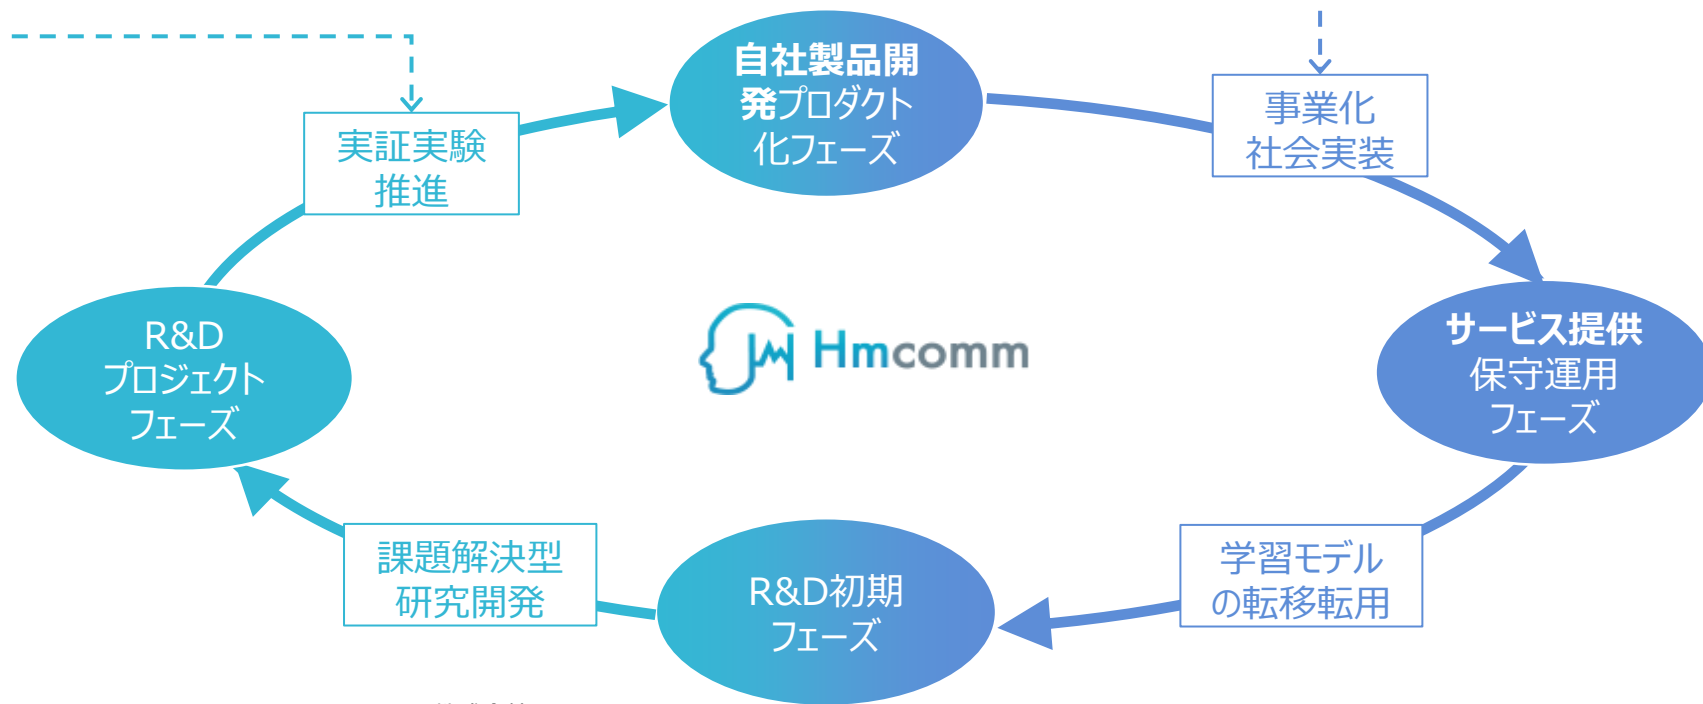 自社製品開
発プロダクト
化フェーズ
事業化
社会実装
実証実験
推進
R&D
プロジェクト
フェーズ
Hmcomm
サービス提供
保守運用
フェーズ
課題解決型
研究開発
R&D初期
フェーズ
学習モデル
の転移転用